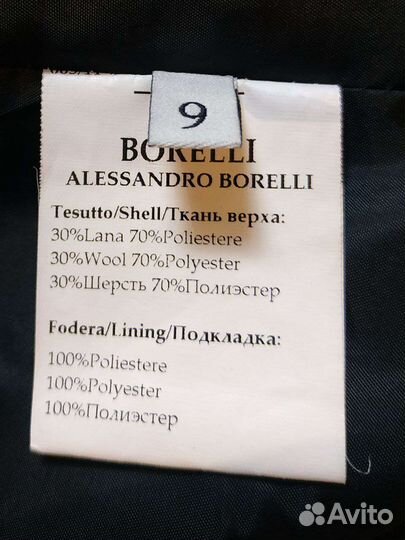 9
BORELLI
ALESSANDRO BORELLI
Tesutto/Shell/Ткань верха:
30%Lana 70%Poliestere
30%Wool 70%Polyester
30%Шерсть 70%Полиэстер
Fodera/Lining/Подкладка:
100%Poliestere
100%Polyester
100%Полиэстер
Avito